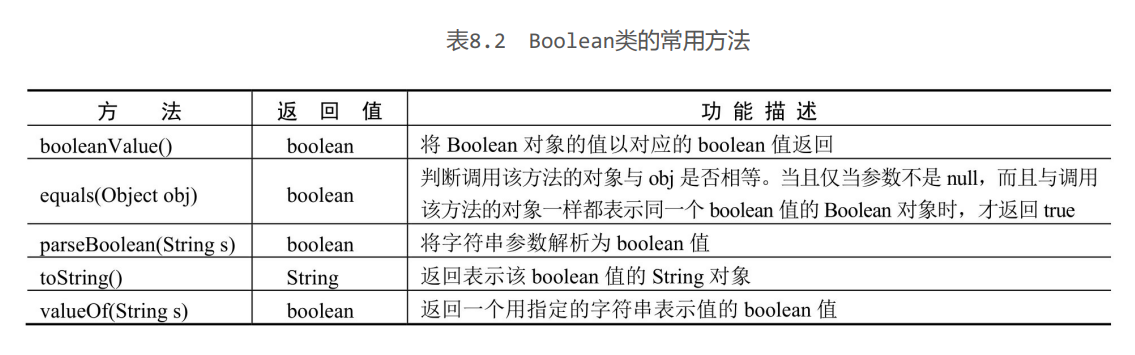 表8.2 Boolean类的常用方法
方 法 返 回 值 功 能 描 述
booleanValue() boolean 将 Boolean 对象的值以对应的 boolean 值返回
equals(Object obj) boolean 判断调用该方法的对象与 obj 是否相等。当且仅当参数不是 null，而且与调用
该方法的对象一样都表示同一个 boolean 值的 Boolean 对象时，才返回 true
parseBoolean(String s) boolean 将字符串参数解析为 boolean 值
toString() String 返回表示该 boolean 值的 String 对象
valueOf(String s) boolean 返回一个用指定的字符串表示值的 boolean 值